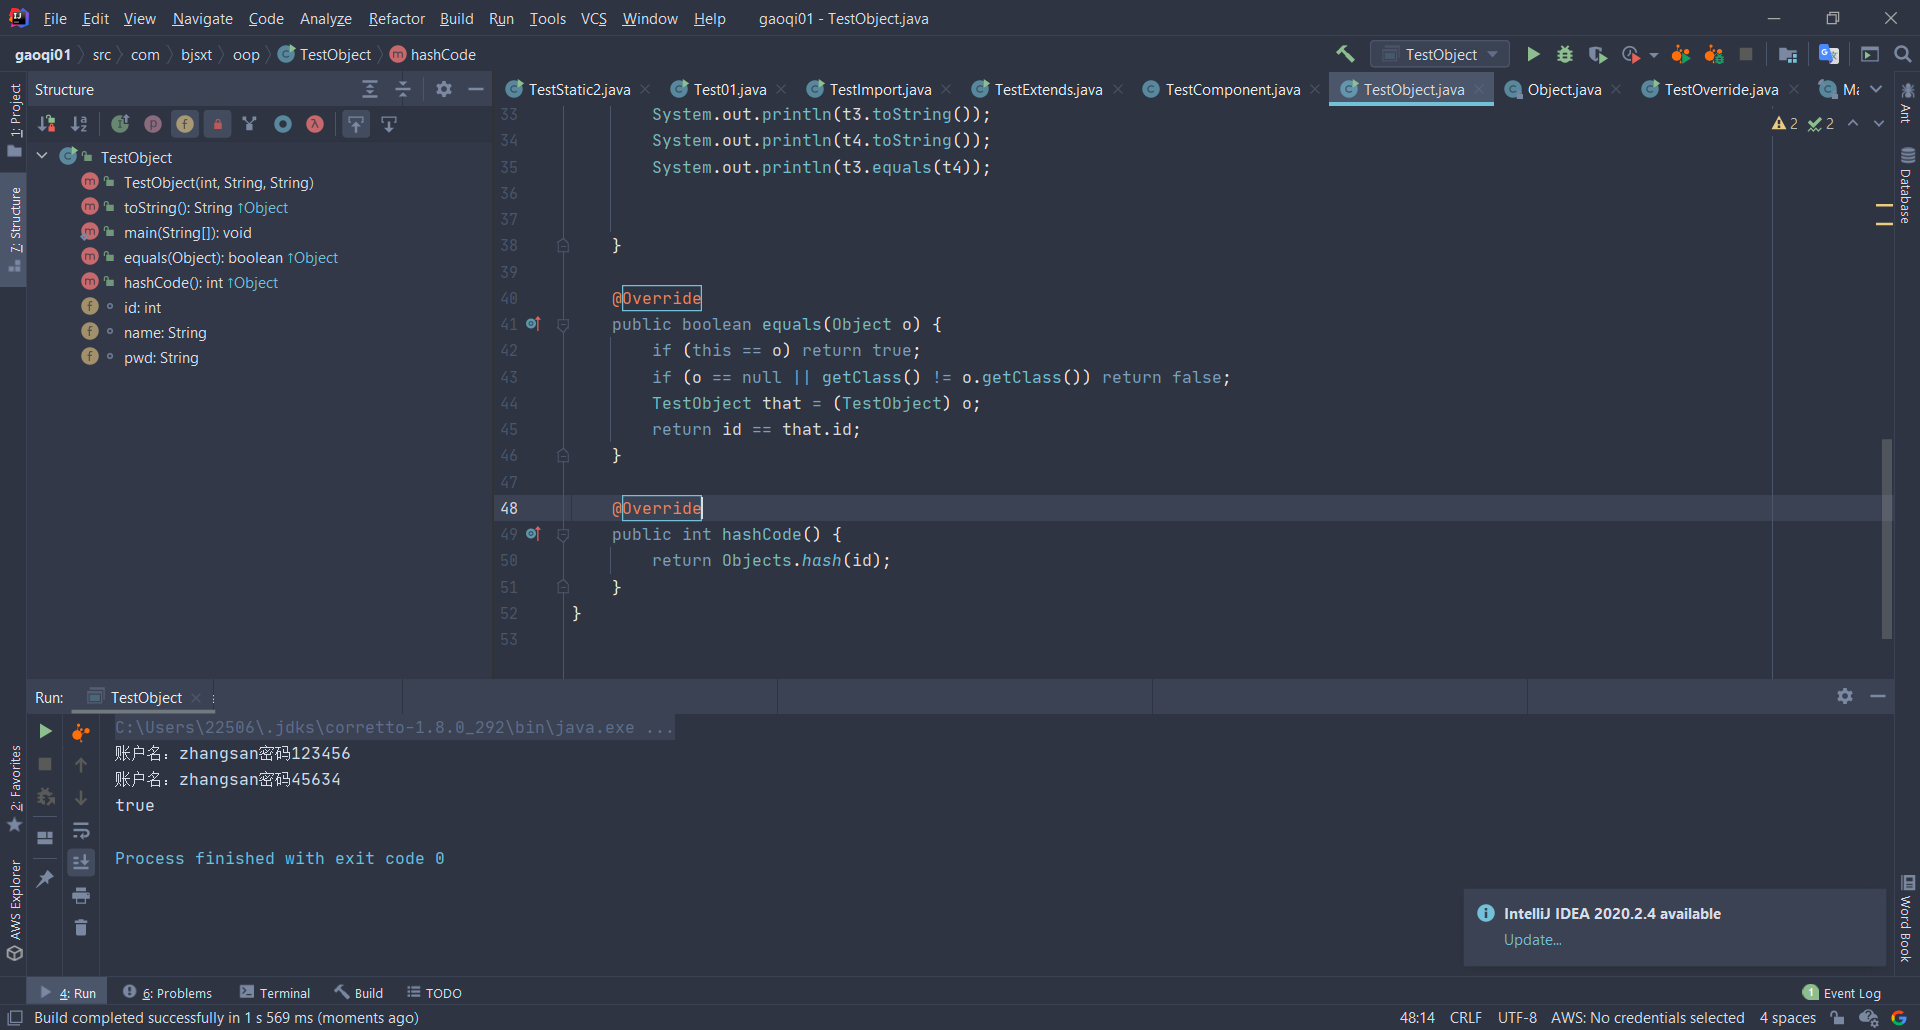 File Edit View Navigate Code Analyze Refactor Build Run Tools VCS Window Help gaoqi01 - TestObject.java
gaoqi01 src com bjsxt oop TestObject hashCode
TestObject
1: Project
7: Structure
2: Favorites
AWS Explorer
Structure
TestObject
TestObject(int, String, String)
toString(): String ↑Object
main(String[]): void
equals(Object): boolean ↑Object
hashCode(): int ↑Object
id: int
name: String
pwd: String
TestStatic2.java Test01.java TestImport.java TestExtends.java TestComponent.java TestObject.java Object.java TestOverride.java Ma
2 2
33 System.out.println(t3.toString());
34 System.out.println(t4.toString());
35 System.out.println(t3.equals(t4));
36
37
38 }
39
40 @Override
41 public boolean equals(Object o) {
42 if (this == o) return true;
43 if (o == null || getClass() != o.getClass()) return false;
44 TestObject that = (TestObject) o;
45 return id == that.id;
46 }
47
48 @Override
49 public int hashCode() {
50 return Objects.hash(id);
51 }
52 }
53
Ant
Database
Word Book
Run: TestObject
C:\Users\22506\.jdks\corretto-1.8.0_292\bin\java.exe ...
账户名：zhangsan密码123456
账户名：zhangsan密码45634
true
Process finished with exit code 0
IntelliJ IDEA 2020.2.4 available
Update...
4: Run 6: Problems Terminal Build TODO 1 Event Log
Build completed successfully in 1 s 569 ms (moments ago) 48:14 CRLF UTF-8 AWS: No credentials selected 4 spaces